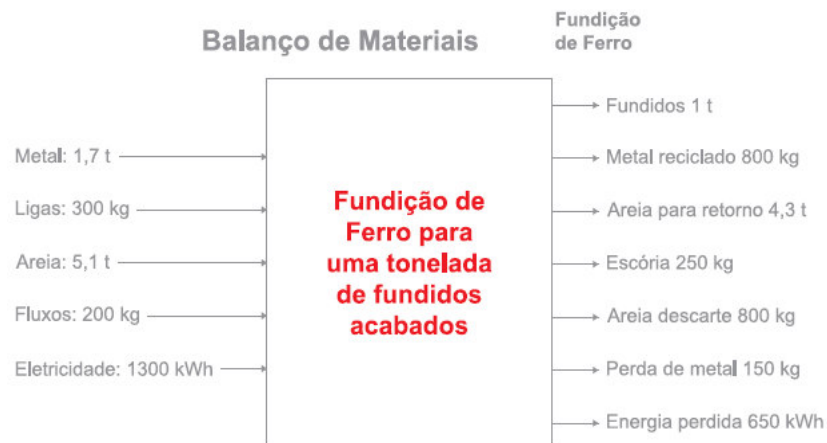 Balanço de Materiais
Fundição
de Ferro
Metal: 1,7 t
Ligas: 300 kg
Areia: 5,1 t
Fluxos: 200 kg
Eletricidade: 1300 kWh
Fundição de
Ferro para
uma tonelada
de fundidos
acabados
Fundidos 1 t
Metal reciclado 800 kg
Areia para retorno 4,3 t
Escória 250 kg
Areia descarte 800 kg
Perda de metal 150 kg
Energia perdida 650 kWh